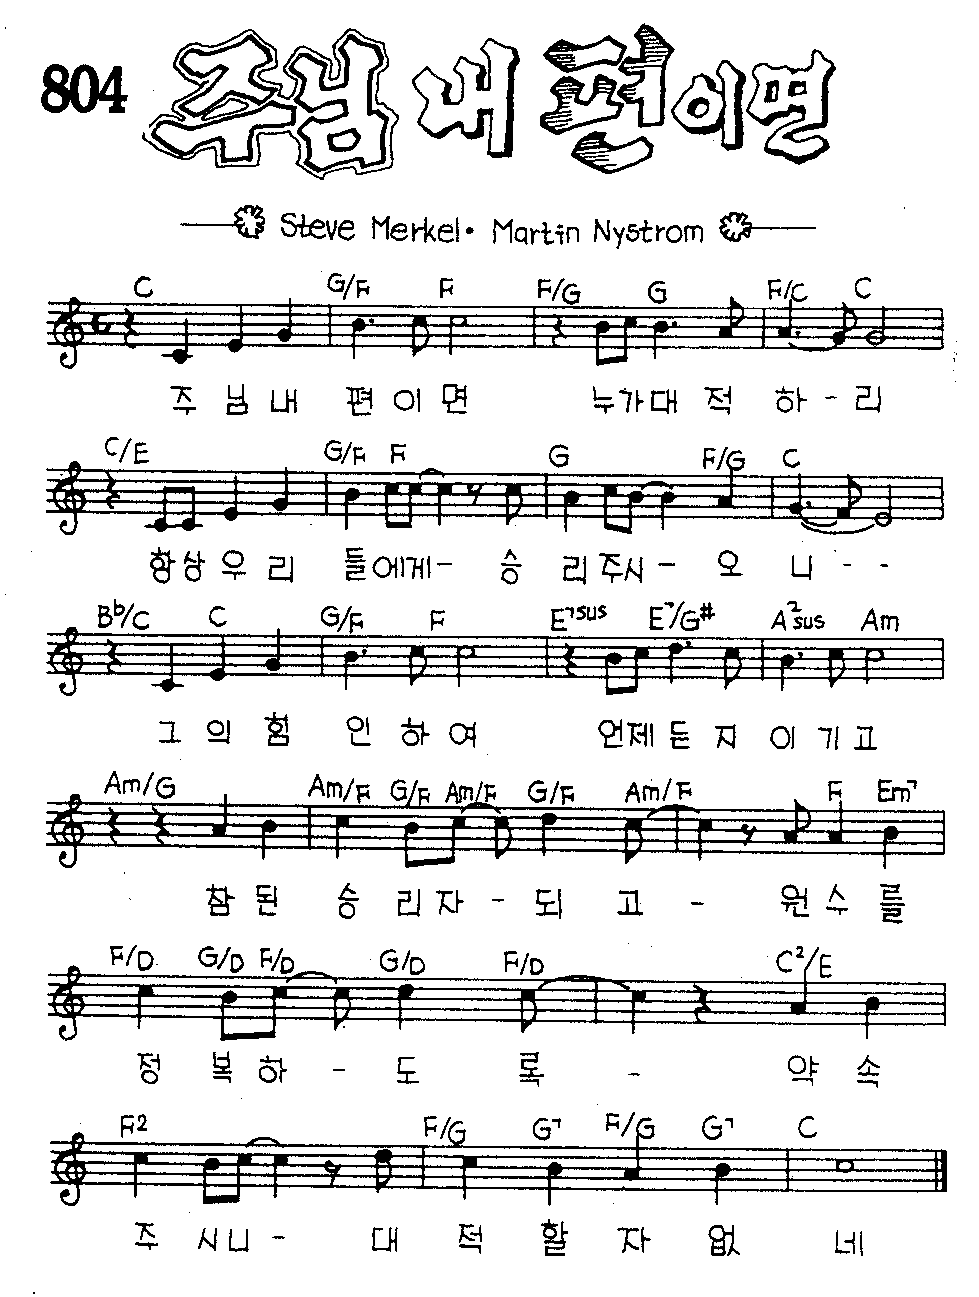 804 주님 내 편이면
Steve Merkel · Martin Nystrom
C G/F F F/G G F/C C
주 님 내 편 이 면 누 가 대 적 하 - 리
C/E G/F F G F/G C
항 상 우 리 들 에 게 - 승 리 주 시 - 오 니 - -
Bb/C C G/F F E7sus E7/G# A2sus Am
그 의 힘 인 하 여 언 제 든 지 이 기 고
Am/G Am/F G/F Am/F G/F Am/F F Em7
참 된 승 리 자 - 되 고 - 원 수 를
F/D G/D F/D G/D F/D C2/E
정 복 하 - 도 록 - 약 속
F2 F/G G7 F/G G7 C
주 시 니 - 대 적 할 자 없 네